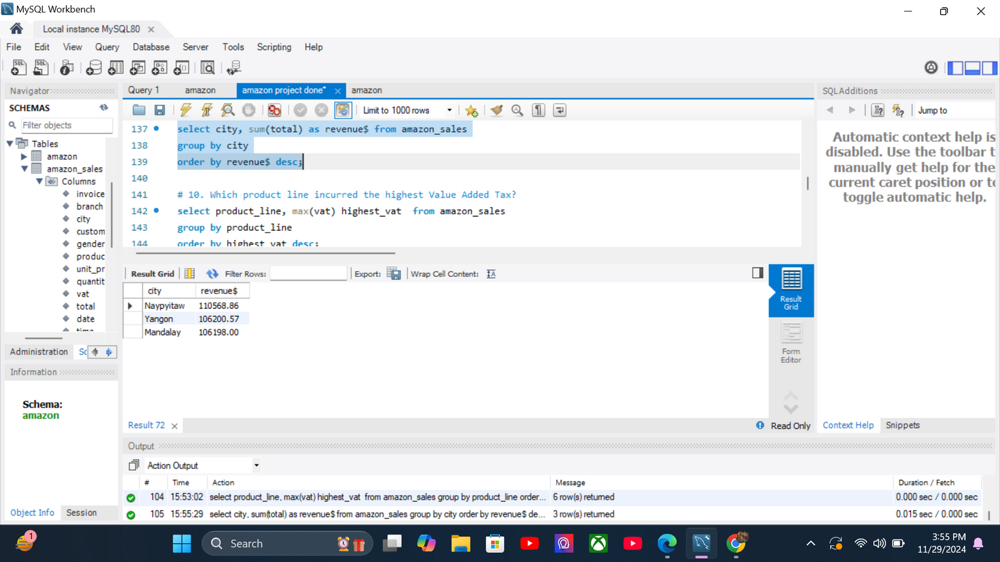 MySQL Workbench
Local instance MySQL80
File Edit View Query Database Server Tools Scripting Help
Navigator
SCHEMAS
Filter objects
Tables
amazon
amazon_sales
Columns
invoice
branch
city
custom
gender
produc
unit_pr
quantit
vat
total
date
time
Administration Sc
Information
Schema:
amazon
Object Info Session
Query 1 amazon amazon project done* amazon
Limit to 1000 rows
137 select city, sum(total) as revenue$ from amazon_sales
138 group by city
139 order by revenue$ desc;
140
141 # 10. Which product line incurred the highest Value Added Tax?
142 select product_line, max(vat) highest_vat  from amazon_sales
143 group by product_line
144 order by highest_vat desc;
Result Grid Filter Rows: Export: Wrap Cell Content:
city revenue$
Naypyitaw 110568.86
Yangon 106200.57
Mandalay 106198.00
Result Grid
Form Editor
Result 72
Read Only
SQLAdditions
Jump to
Automatic context help is
disabled. Use the toolbar t
manually get help for the
current caret position or to
toggle automatic help.
Context Help Snippets
Output
Action Output
# Time Action Message Duration / Fetch
104 15:53:02 select product_line, max(vat) highest_vat  from amazon_sales group by product_line order... 6 row(s) returned 0.000 sec / 0.000 sec
105 15:55:29 select city, sum(total) as revenue$ from amazon_sales group by city order by revenue$ de... 3 row(s) returned 0.015 sec / 0.000 sec
1
Search
3:55 PM
11/29/2024